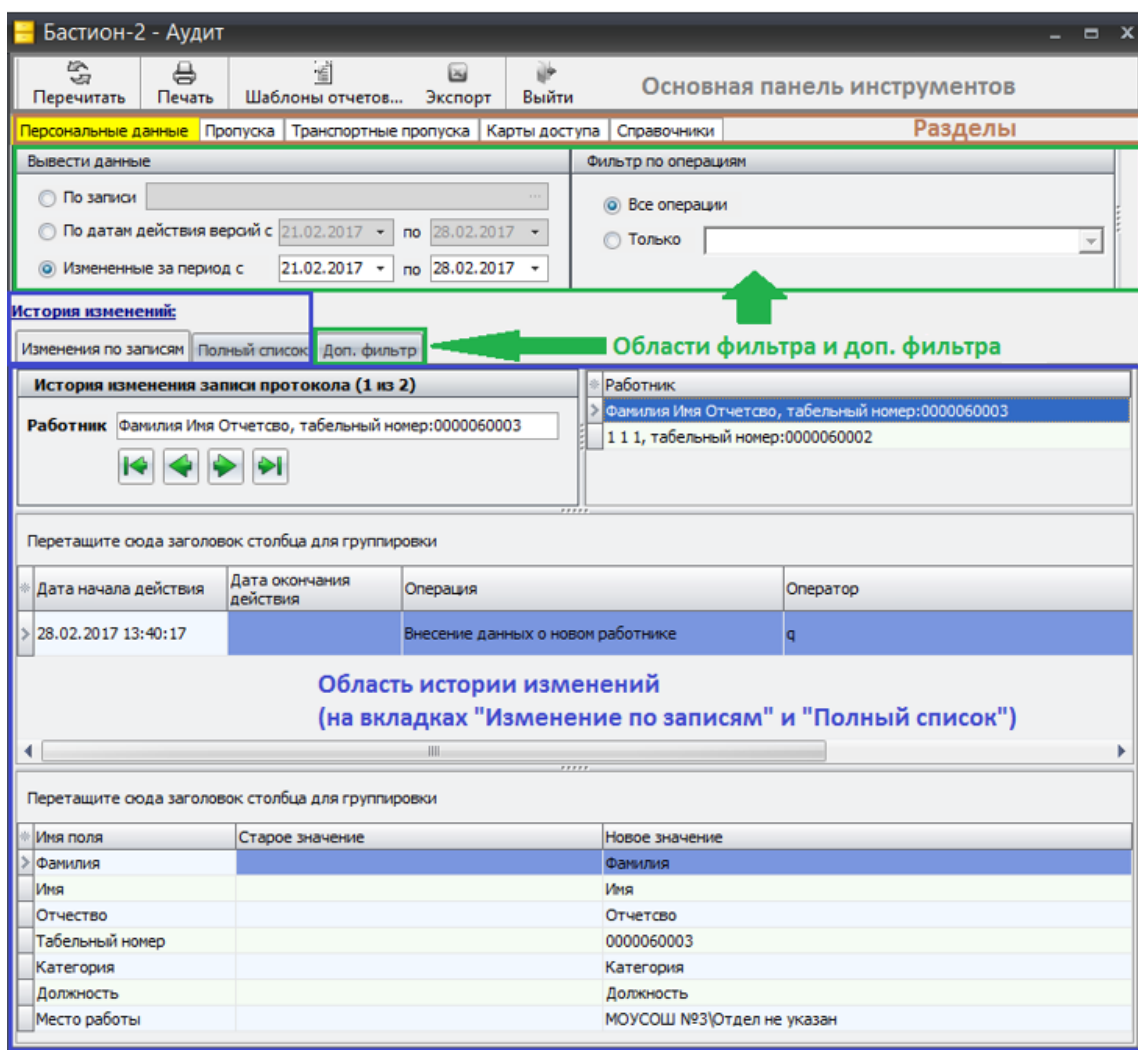 Бастион-2 - Аудит
Перечитать Печать Шаблоны отчетов... Экспорт Выйти Основная панель инструментов
Персональные данные Пропуска Транспортные пропуска Карты доступа Справочники Разделы
Вывести данные Фильтр по операциям
По записи ...
Все операции
По датам действия версий с 21.02.2017 по 28.02.2017
Только
Измененные за период с 21.02.2017 по 28.02.2017
История изменений:
Изменения по записям Полный список Доп. фильтр Области фильтра и доп. фильтра
История изменения записи протокола (1 из 2) Работник
Фамилия Имя Отчетсво, табельный номер:0000060003
Работник Фамилия Имя Отчетсво, табельный номер:0000060003
1 1 1, табельный номер:0000060002
Перетащите сюда заголовок столбца для группировки
Дата начала действия Дата окончания действия Операция Оператор
28.02.2017 13:40:17 Внесение данных о новом работнике q
Область истории изменений
(на вкладках "Изменение по записям" и "Полный список")
Перетащите сюда заголовок столбца для группировки
Имя поля Старое значение Новое значение
Фамилия Фамилия
Имя Имя
Отчество Отчетсво
Табельный номер 0000060003
Категория Категория
Должность Должность
Место работы МОУСОШ №3\Отдел не указан